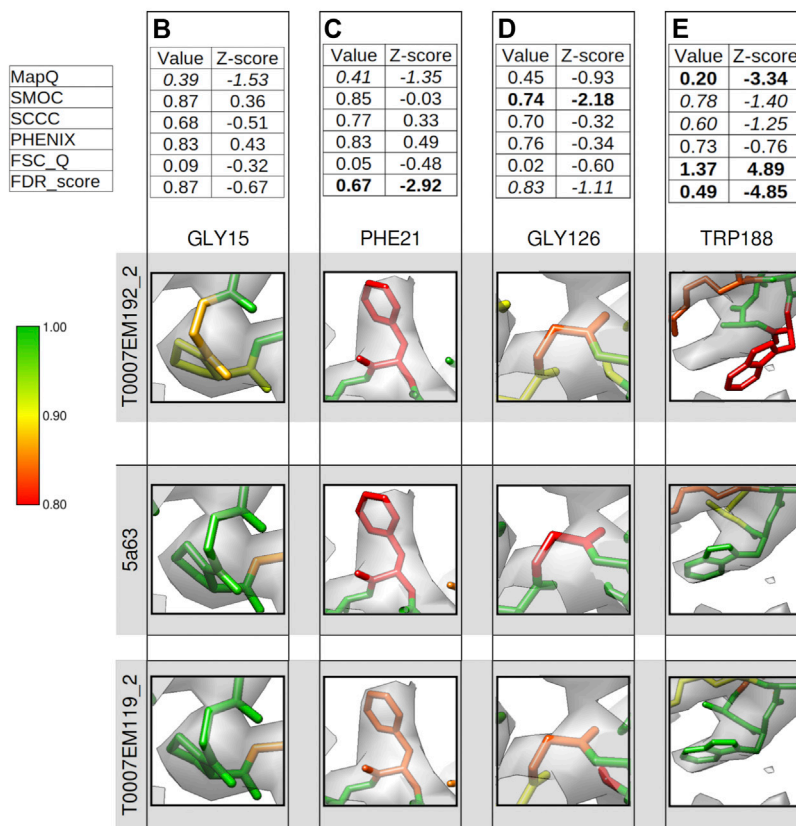 B C D E
Value Z-score Value Z-score Value Z-score Value Z-score
MapQ 0.39 -1.53 0.41 -1.35 0.45 -0.93 0.20 -3.34
SMOC 0.87 0.36 0.85 -0.03 0.74 -2.18 0.78 -1.40
SCCC 0.68 -0.51 0.77 0.33 0.70 -0.32 0.60 -1.25
PHENIX 0.83 0.43 0.83 0.49 0.76 -0.34 0.73 -0.76
FSC_Q 0.09 -0.32 0.05 -0.48 0.02 -0.60 1.37 4.89
FDR_score 0.87 -0.67 0.67 -2.92 0.83 -1.11 0.49 -4.85
GLY15 PHE21 GLY126 TRP188
T0007EM192_2
1.00
0.90
0.80
5a63
T0007EM119_2